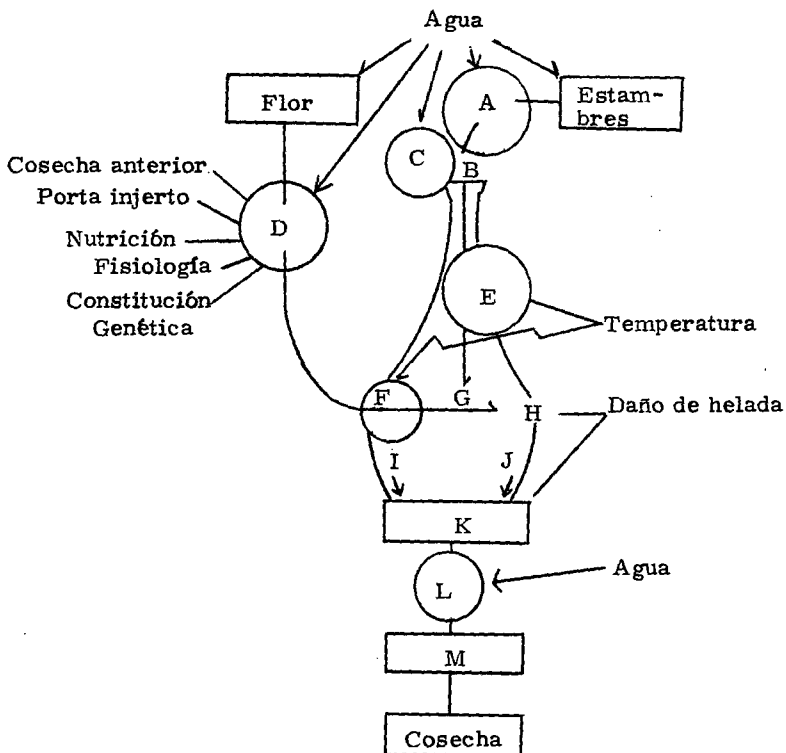 Agua
Flor
A
Estam-
bres
C
B
Cosecha anterior
Porta injerto
D
Nutrición
Fisiología
Constitución
Genética
E
Temperatura
F
G
H
Daño de helada
I
J
K
L
Agua
M
Cosecha